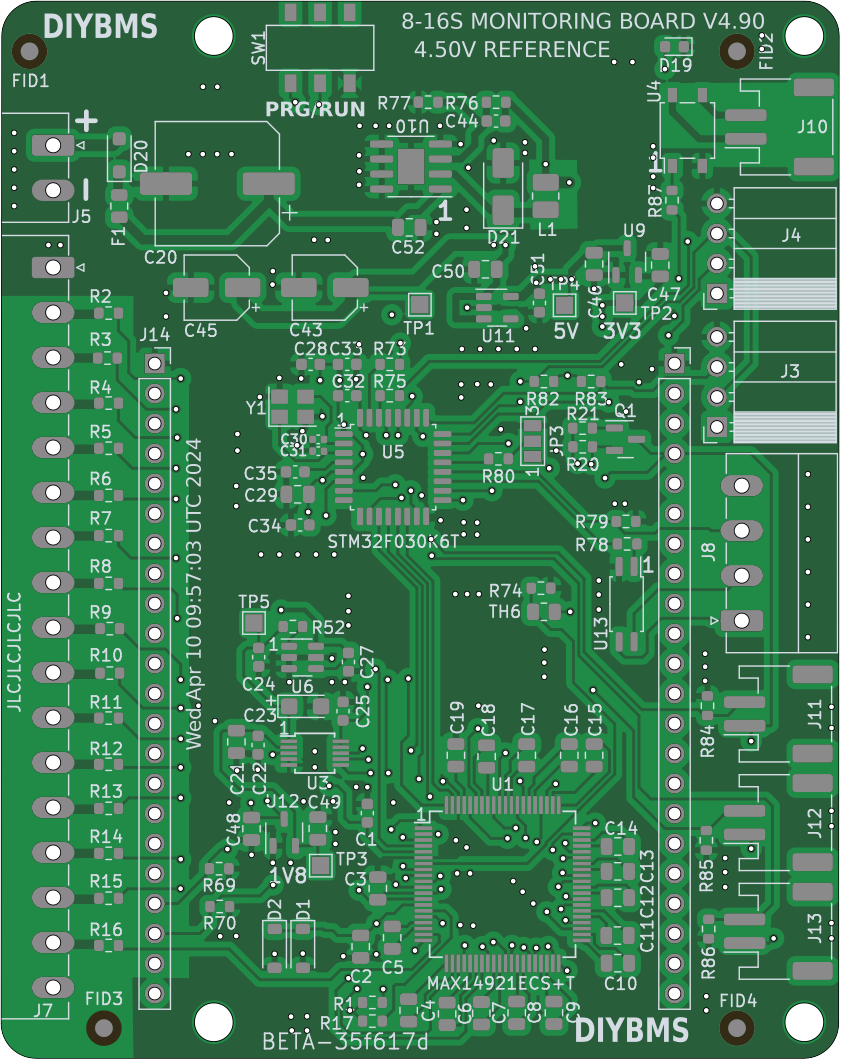 DIYBMS
8-16S MONITORING BOARD V4.90
4.50V REFERENCE
SW1
FID1
FID2
D19
PRG/RUN
R77
R76
C44
U10
U4
J10
+
D20
1
-
J5
F1
1
D21
L1
R87
C20
+
C52
U9
J4
C50
C51
TP4
C46
C47
TP2
C45
+
C43
+
TP1
U11
5V
3V3
R2
J14
R3
C28
C33
R73
J3
R4
C32
R75
R82
R83
Y1
1
3
R21
Q1
R5
C30
C31
U5
JP3
R20
C35
R80
1
R6
C29
R7
C34
STM32F030K6T
R79
R78
J8
R8
1
R74
TH6
JLCJLCJLCJLC
Wed Apr 10 09:57:03 UTC 2024
TP5
R9
R52
U13
1
R10
C24
C27
U6
+
C23
C25
R11
1
C19
C18
C17
C16
C15
R84
J11
R12
C21
C22
U3
U1
R13
U12
C49
C48
C1
1
C14
J12
R14
TP3
C13
R85
1V8
R69
C3
R15
C12
R70
D2
D1
C11
J13
R16
C2
C5
R86
MAX14921ECS+T
C10
J7
FID3
R1
R17
C4
C6
C7
C8
C9
FID4
BETA-35f617d
DIYBMS